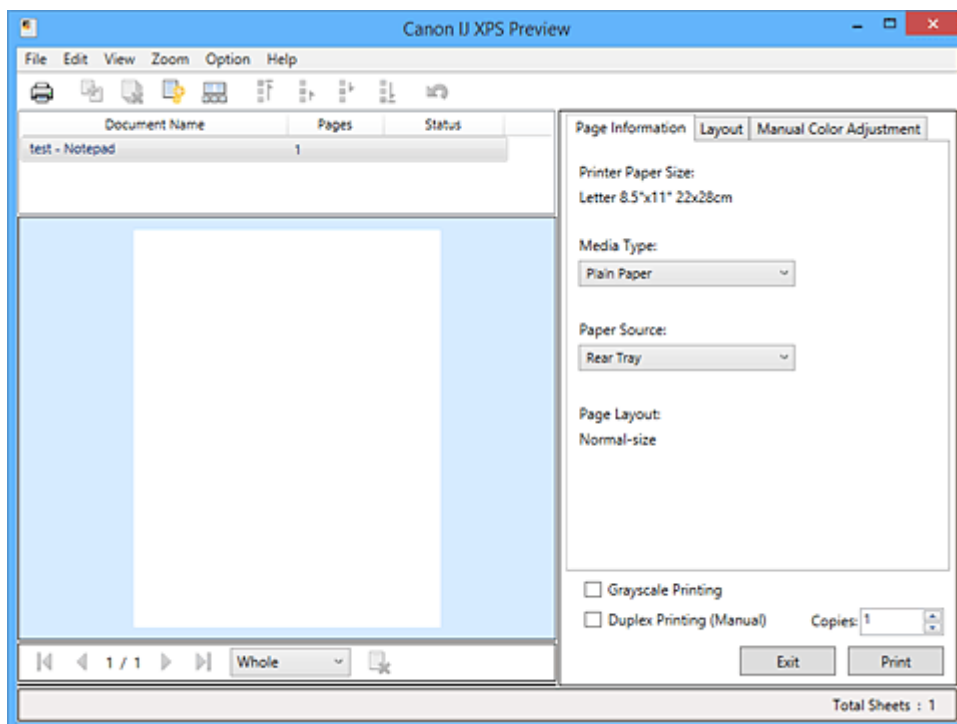 Canon IJ XPS Preview
File Edit View Zoom Option Help
Document Name Pages Status
test - Notepad 1
Page Information Layout Manual Color Adjustment
Printer Paper Size:
Letter 8.5"x11" 22x28cm
Media Type:
Plain Paper
Paper Source:
Rear Tray
Page Layout:
Normal-size
Grayscale Printing
Duplex Printing (Manual) Copies: 1
1 / 1 Whole
Exit Print
Total Sheets : 1